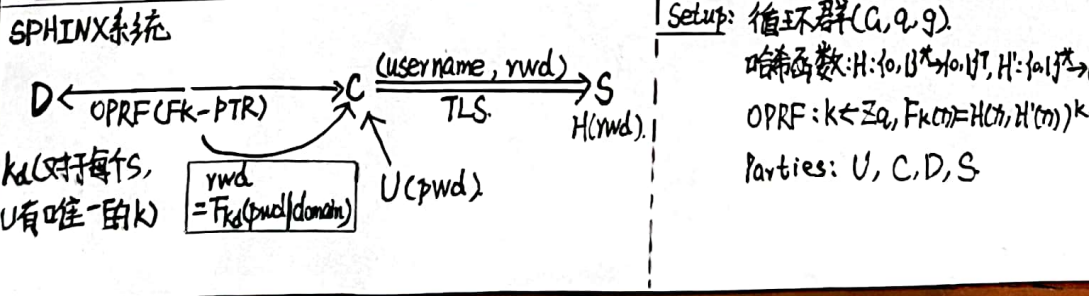 SPHINX系统
D ←→ C
OPRF(FK-PTR)
(username, rwd)
TLS.
S
H(rwd).
kd(对于每个S,
U有唯一的k)
rwd
=Fkd(pwd|domain)
U(pwd).
Setup: 循环群(G,q,g).
哈希函数:H:{0,1}*→{0,1}τ, H':{0,1}*→
OPRF: k←Zq, Fk(x)=H(x,H'(x))k
Parties: U, C, D, S